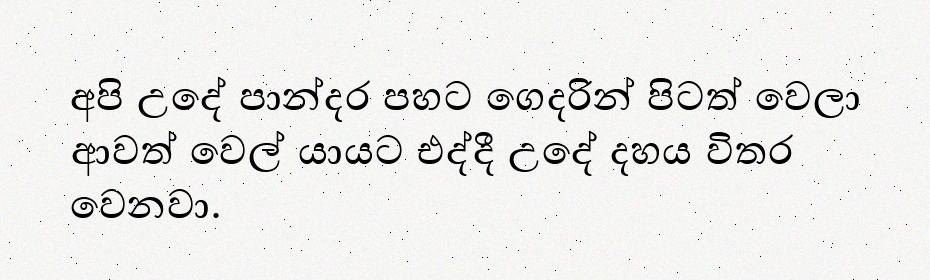 අපි උදේ පාන්දර පහට ගෙදරින් පිටත් වෙලා
ආවත් වෙල් යායට එද්දී උදේ දහය විතර
වෙනවා.